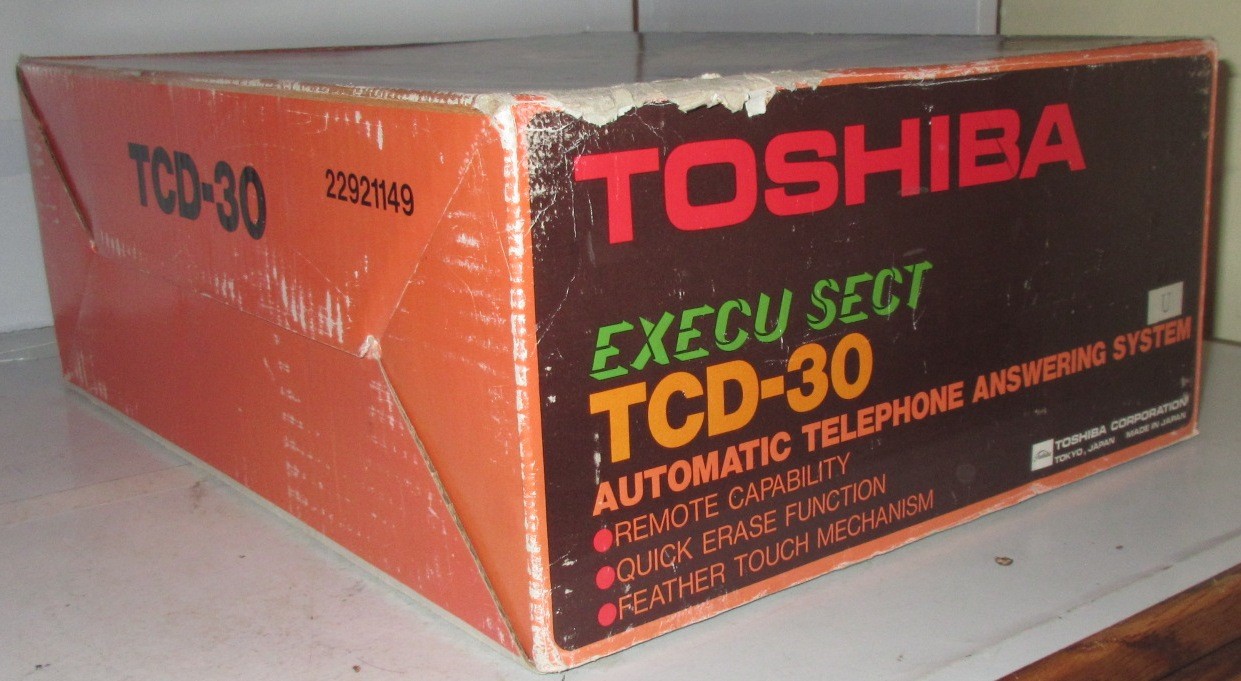 TCD-30
22921149
TOSHIBA
EXECU SECT
TCD-30
AUTOMATIC TELEPHONE ANSWERING SYSTEM
REMOTE CAPABILITY
QUICK ERASE FUNCTION
FEATHER TOUCH MECHANISM
U
TOSHIBA CORPORATION
TOKYO, JAPAN MADE IN JAPAN